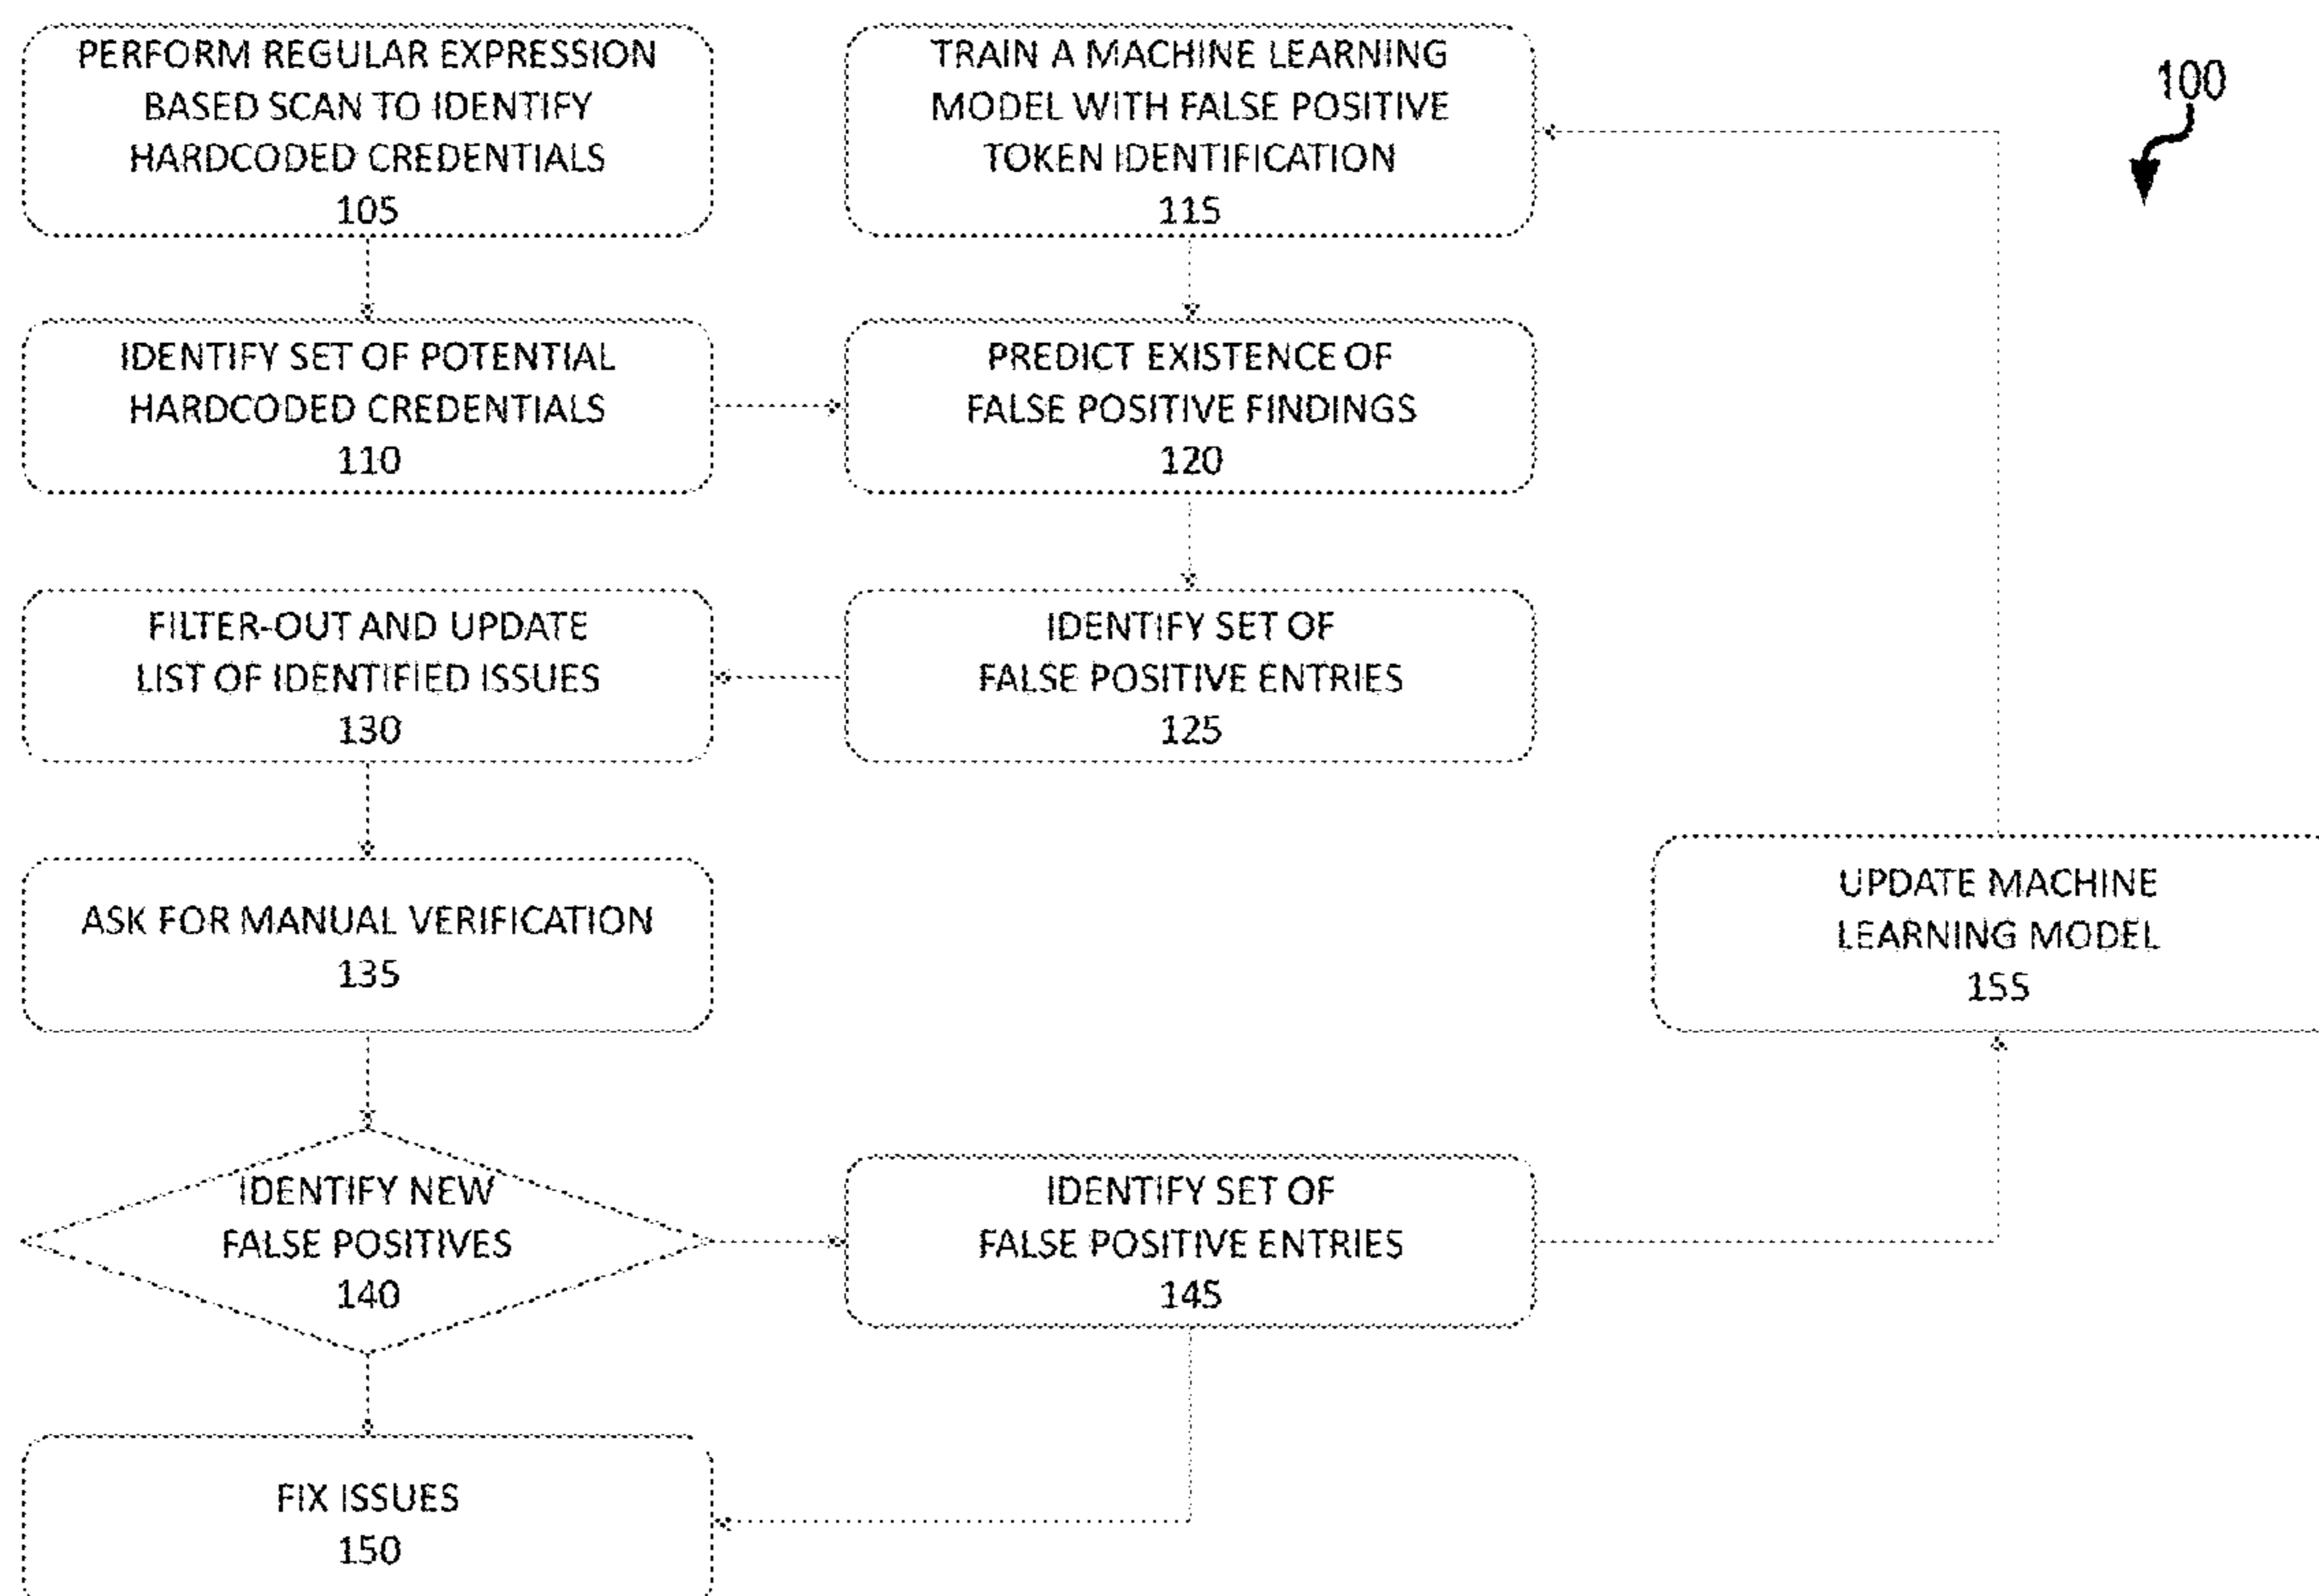 PERFORM REGULAR EXPRESSION
BASED SCAN TO IDENTIFY
HARDCODED CREDENTIALS
105
TRAIN A MACHINE LEARNING
MODEL WITH FALSE POSITIVE
TOKEN IDENTIFICATION
115
100
IDENTIFY SET OF POTENTIAL
HARDCODED CREDENTIALS
110
PREDICT EXISTENCE OF
FALSE POSITIVE FINDINGS
120
FILTER-OUT AND UPDATE
LIST OF IDENTIFIED ISSUES
130
IDENTIFY SET OF
FALSE POSITIVE ENTRIES
125
ASK FOR MANUAL VERIFICATION
135
UPDATE MACHINE
LEARNING MODEL
155
IDENTIFY NEW
FALSE POSITIVES
140
IDENTIFY SET OF
FALSE POSITIVE ENTRIES
145
FIX ISSUES
150